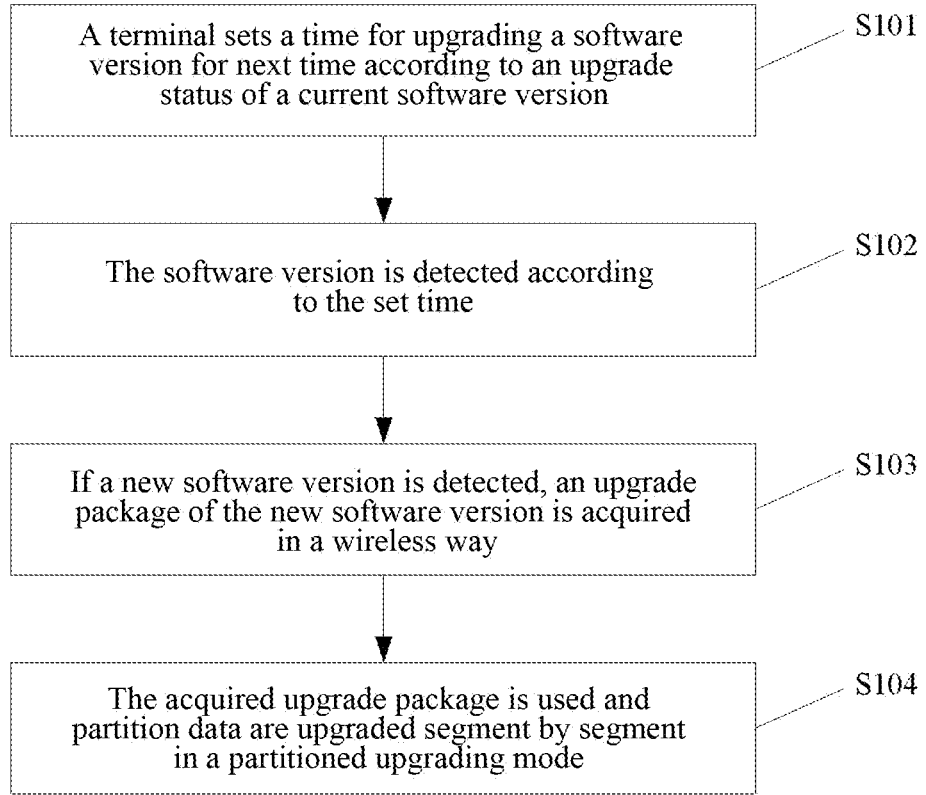 A terminal sets a time for upgrading a software
version for next time according to an upgrade
status of a current software version
S101
The software version is detected according
to the set time
S102
If a new software version is detected, an upgrade
package of the new software version is acquired
in a wireless way
S103
The acquired upgrade package is used and
partition data are upgraded segment by segment
in a partitioned upgrading mode
S104